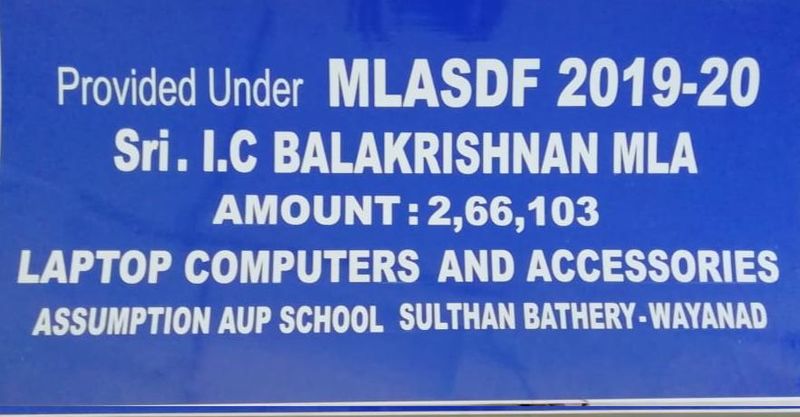 Provided Under MLASDF 2019-20
Sri. I.C BALAKRISHNAN MLA
AMOUNT: 2,66,103
LAPTOP COMPUTERS AND ACCESSORIES
ASSUMPTION AUP SCHOOL SULTHAN BATHERY-WAYANAD